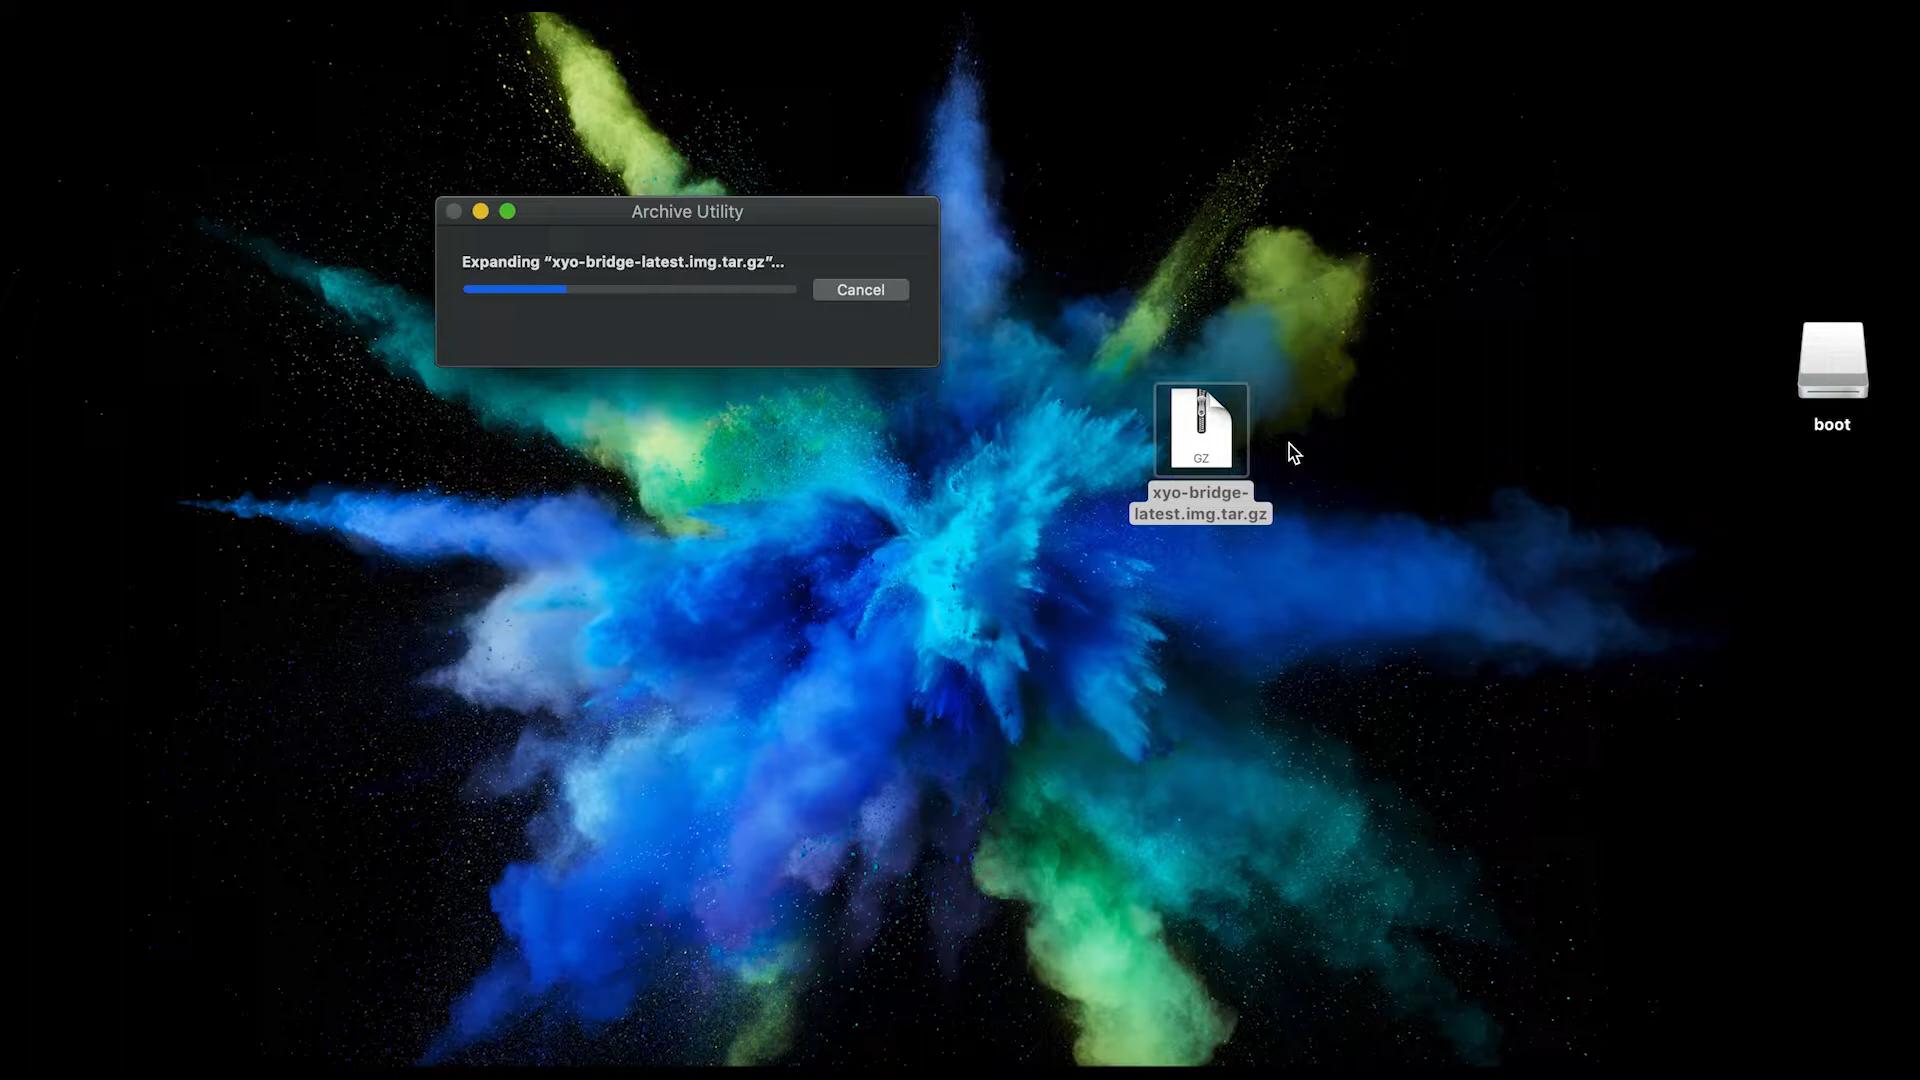 Archive Utility
Expanding “xyo-bridge-latest.img.tar.gz”...
Cancel
GZ
xyo-bridge-
latest.img.tar.gz
boot